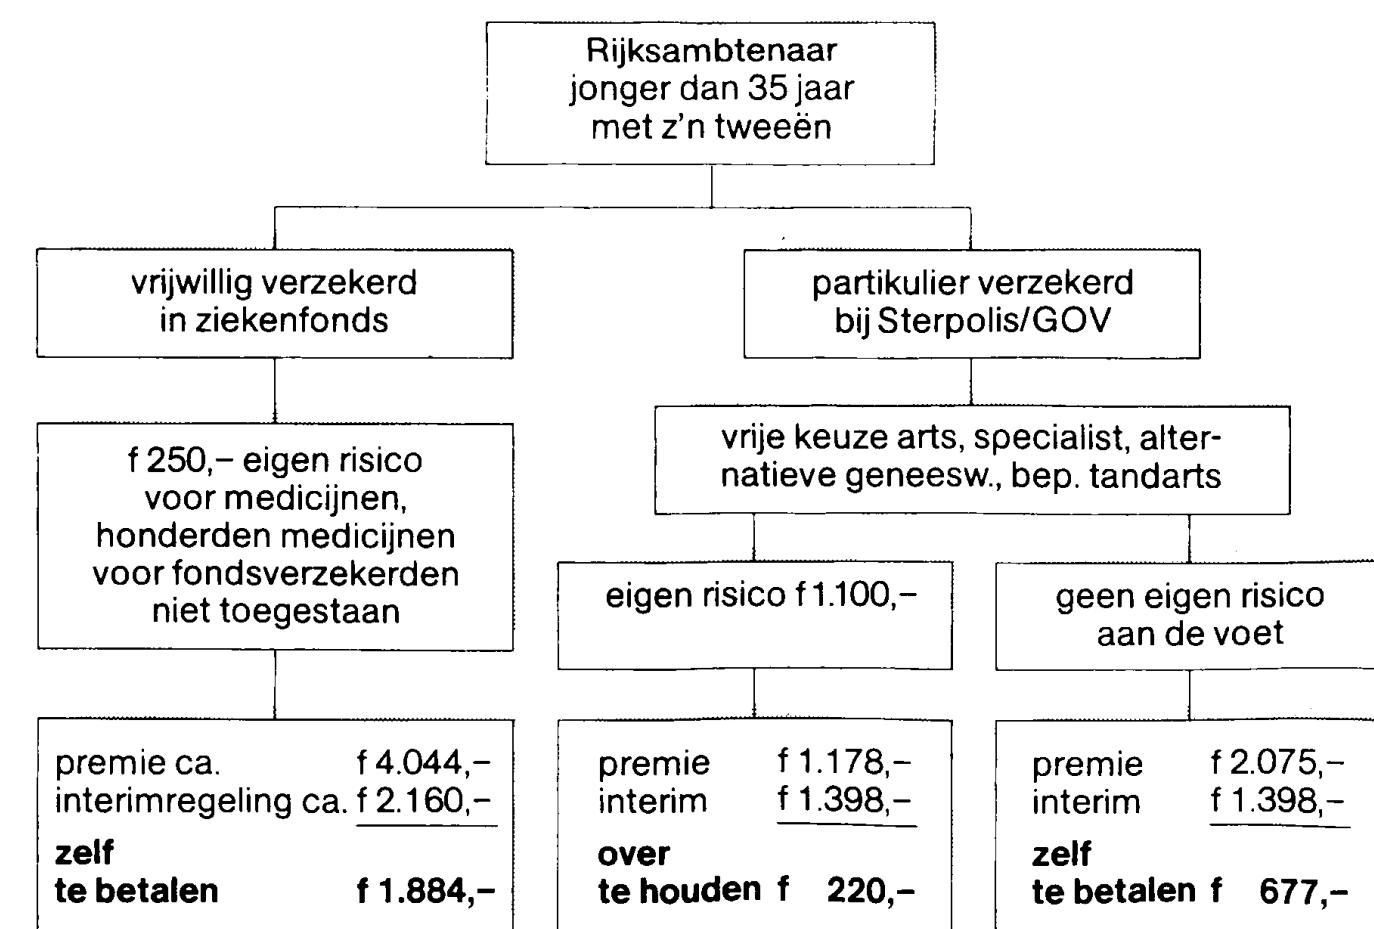 Rijksambtenaar
jonger dan 35 jaar
met z'n tweeën
vrijwillig verzekerd
in ziekenfonds
partikulier verzekerd
bij Sterpolis/GOV
f 250,– eigen risico
voor medicijnen,
honderden medicijnen
voor fondsverzekerden
niet toegestaan
vrije keuze arts, specialist, alter-
natieve geneesw., bep. tandarts
eigen risico f 1.100,–
geen eigen risico
aan de voet
premie ca. f 4.044,–
interimregeling ca. f 2.160,–
zelf
te betalen f 1.884,–
premie f 1.178,–
interim f 1.398,–
over
te houden f 220,–
premie f 2.075,–
interim f 1.398,–
zelf
te betalen f 677,–